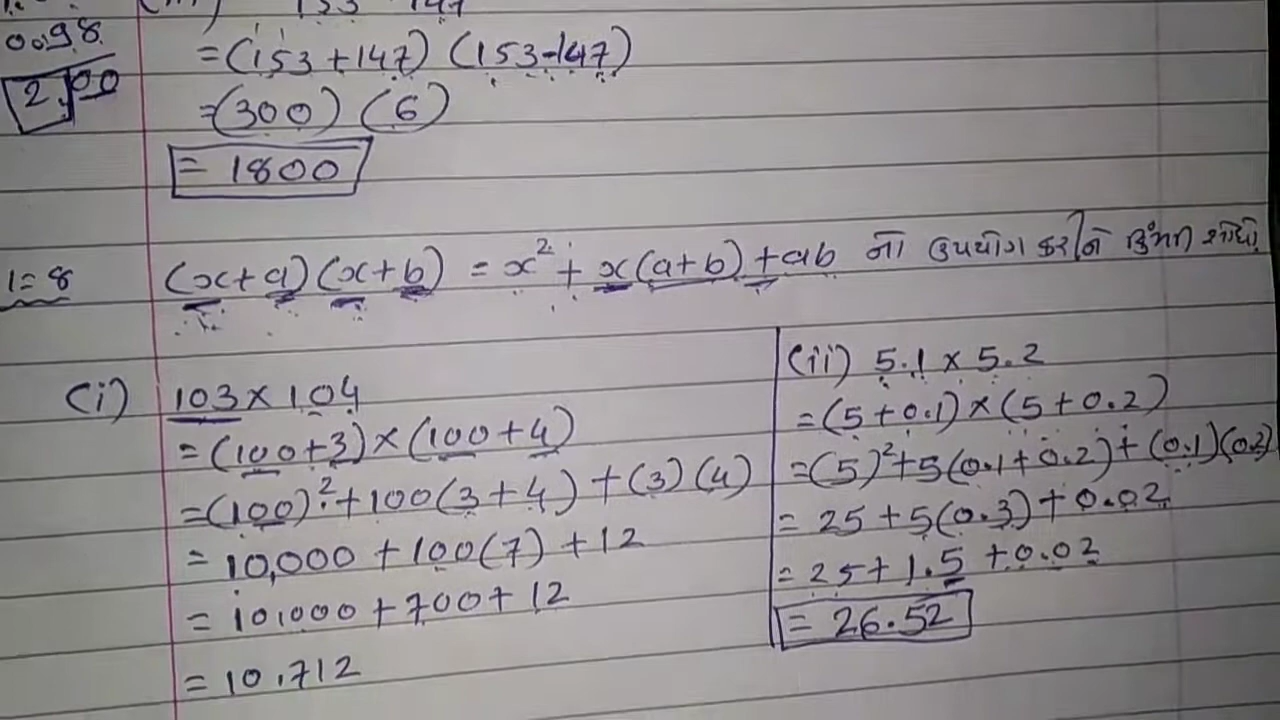 0.98
2.00
153 147
=(153+147) (153-147)
=(300) (6)
= 1800
1=8 (x+a)(x+b) = x² + x(a+b) + ab નો ઉપયોગ કરીને કિંમત શોધો
(i) 103 x 104
=(100+3)×(100+4)
=(100)²+100(3+4)+(3)(4)
= 10,000 + 100(7) + 12
= 10,000 + 700 + 12
= 10.712
(ii) 5.1 x 5.2
=(5+0.1)×(5+0.2)
=(5)²+5(0.1+0.2)+(0.1)(0.2)
= 25+5(0.3)+0.02
= 25+1.5+0.02
= 26.52